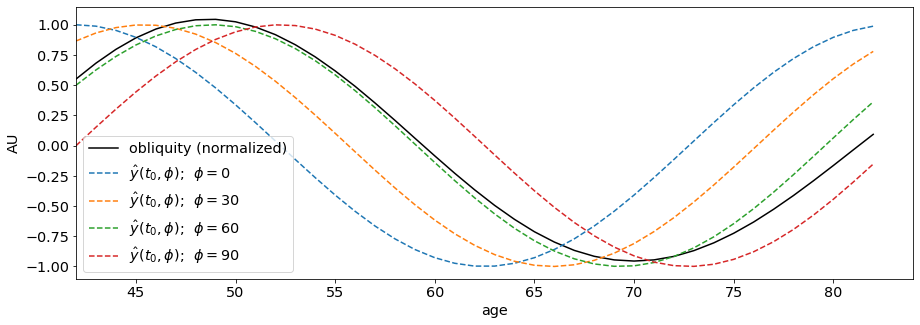 1.00
0.75
0.50
0.25
0.00
−0.25
−0.50
−0.75
−1.00
AU
obliquity (normalized)
ŷ(t₀, ϕ); ϕ = 0
ŷ(t₀, ϕ); ϕ = 30
ŷ(t₀, ϕ); ϕ = 60
ŷ(t₀, ϕ); ϕ = 90
45 50 55 60 65 70 75 80
age